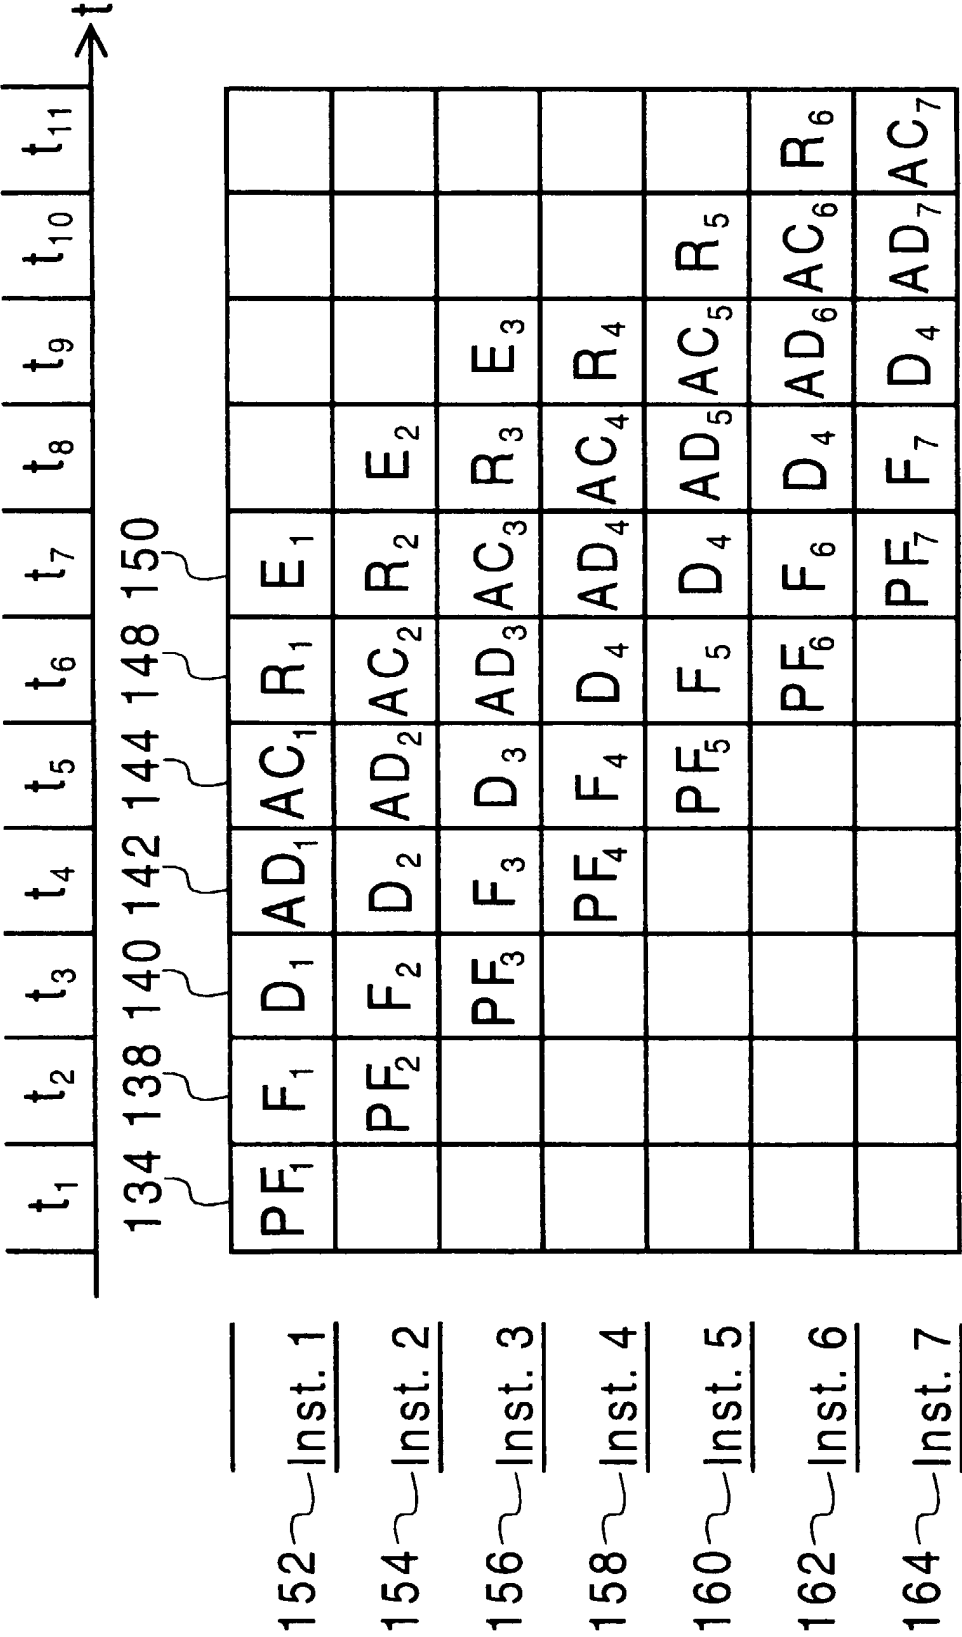 t₁ t₂ t₃ t₄ t₅ t₆ t₇ t₈ t₉ t₁₀ t₁₁ t
134 138 140 142 144 148 150
152 Inst. 1 PF₁ F₁ D₁ AD₁ AC₁ R₁ E₁
154 Inst. 2 PF₂ F₂ D₂ AD₂ AC₂ R₂ E₂
156 Inst. 3 PF₃ F₃ D₃ AD₃ AC₃ R₃ E₃
158 Inst. 4 PF₄ F₄ D₄ AD₄ AC₄ R₄
160 Inst. 5 PF₅ F₅ D₄ AD₅ AC₅ R₅
162 Inst. 6 PF₆ F₆ D₄ AD₆ AC₆ R₆
164 Inst. 7 PF₇ F₇ D₄ AD₇ AC₇